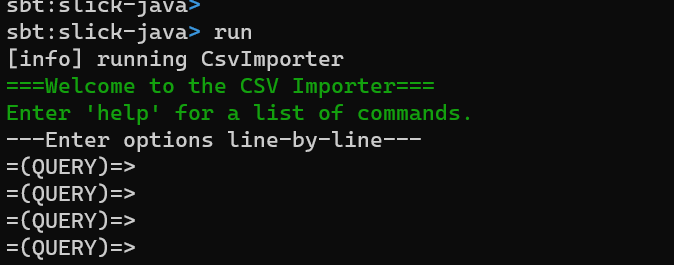 sbt:slick-java>
sbt:slick-java> run
[info] running CsvImporter
===Welcome to the CSV Importer===
Enter 'help' for a list of commands.
---Enter options line-by-line---
=(QUERY)=>
=(QUERY)=>
=(QUERY)=>
=(QUERY)=>